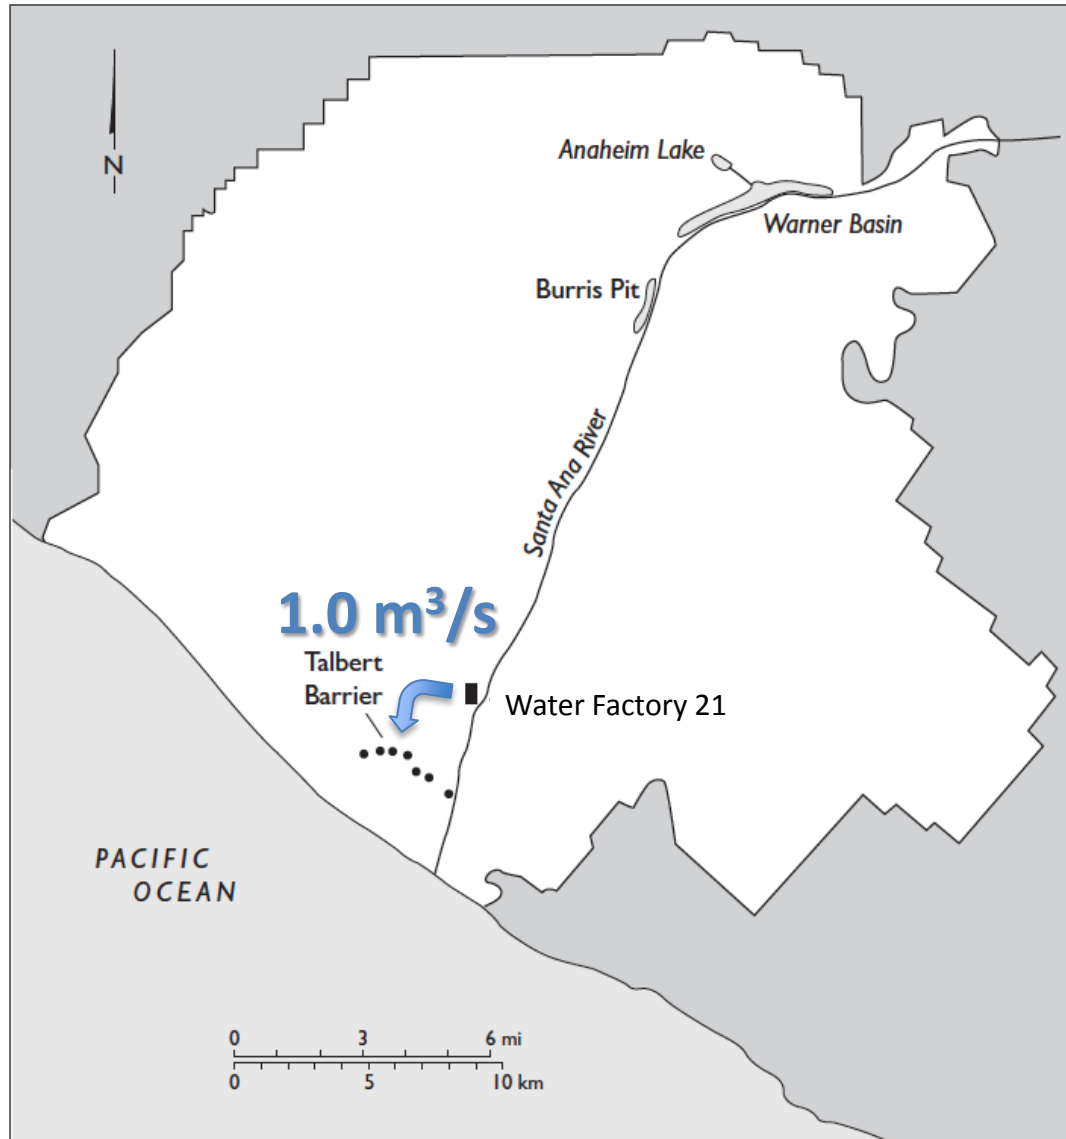 N
Anaheim Lake
Warner Basin
Burris Pit
Santa Ana River
1.0 m³/s
Talbert
Barrier
Water Factory 21
PACIFIC
OCEAN
0 3 6 mi
0 5 10 km